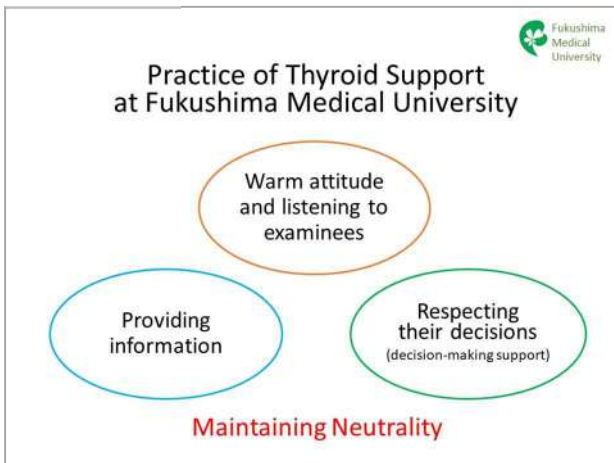 Fukushima
Medical
University
Practice of Thyroid Support
at Fukushima Medical University
Warm attitude
and listening to
examinees
Providing
information
Respecting
their decisions
(decision-making support)
Maintaining Neutrality